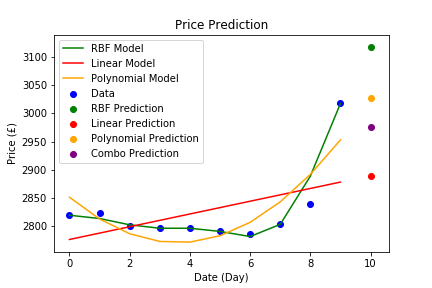 Price Prediction
Price (£)
3100
3050
3000
2950
2900
2850
2800
RBF Model
Linear Model
Polynomial Model
Data
RBF Prediction
Linear Prediction
Polynomial Prediction
Combo Prediction
0 2 4 6 8 10
Date (Day)